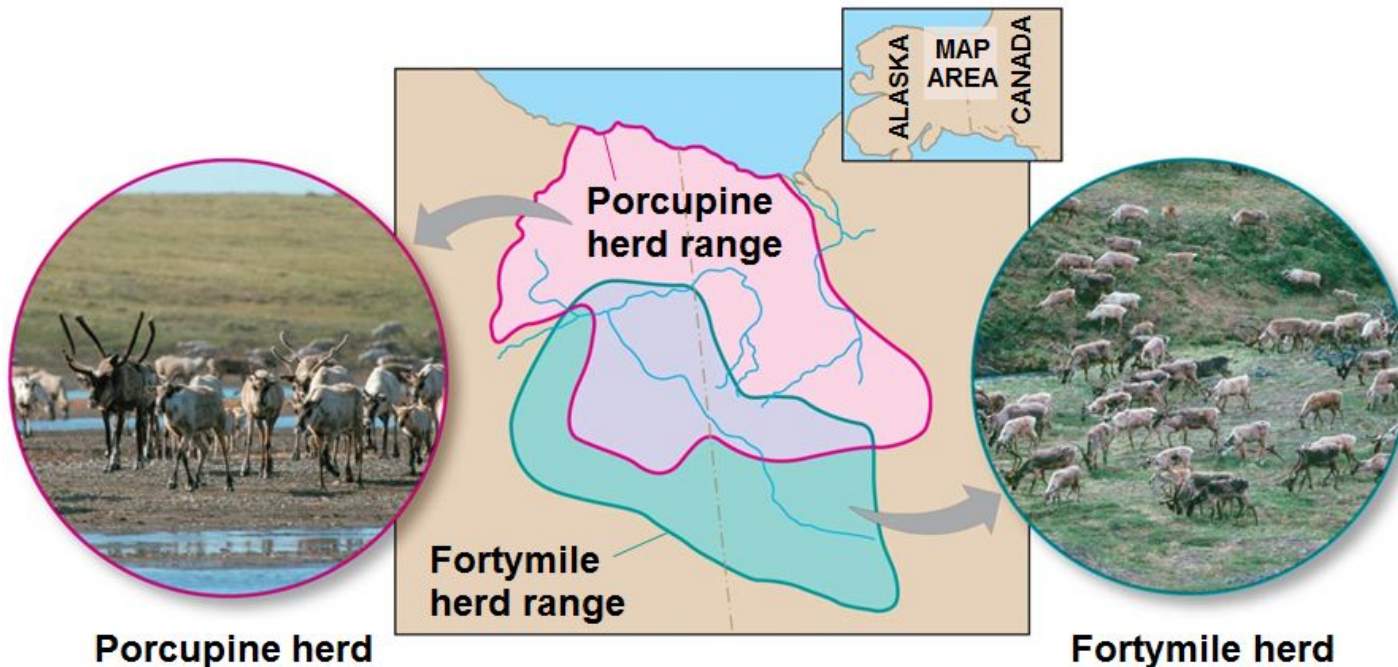 ALASKA
MAP
AREA
CANADA
Porcupine
herd range
Fortymile
herd range
Porcupine herd
Fortymile herd